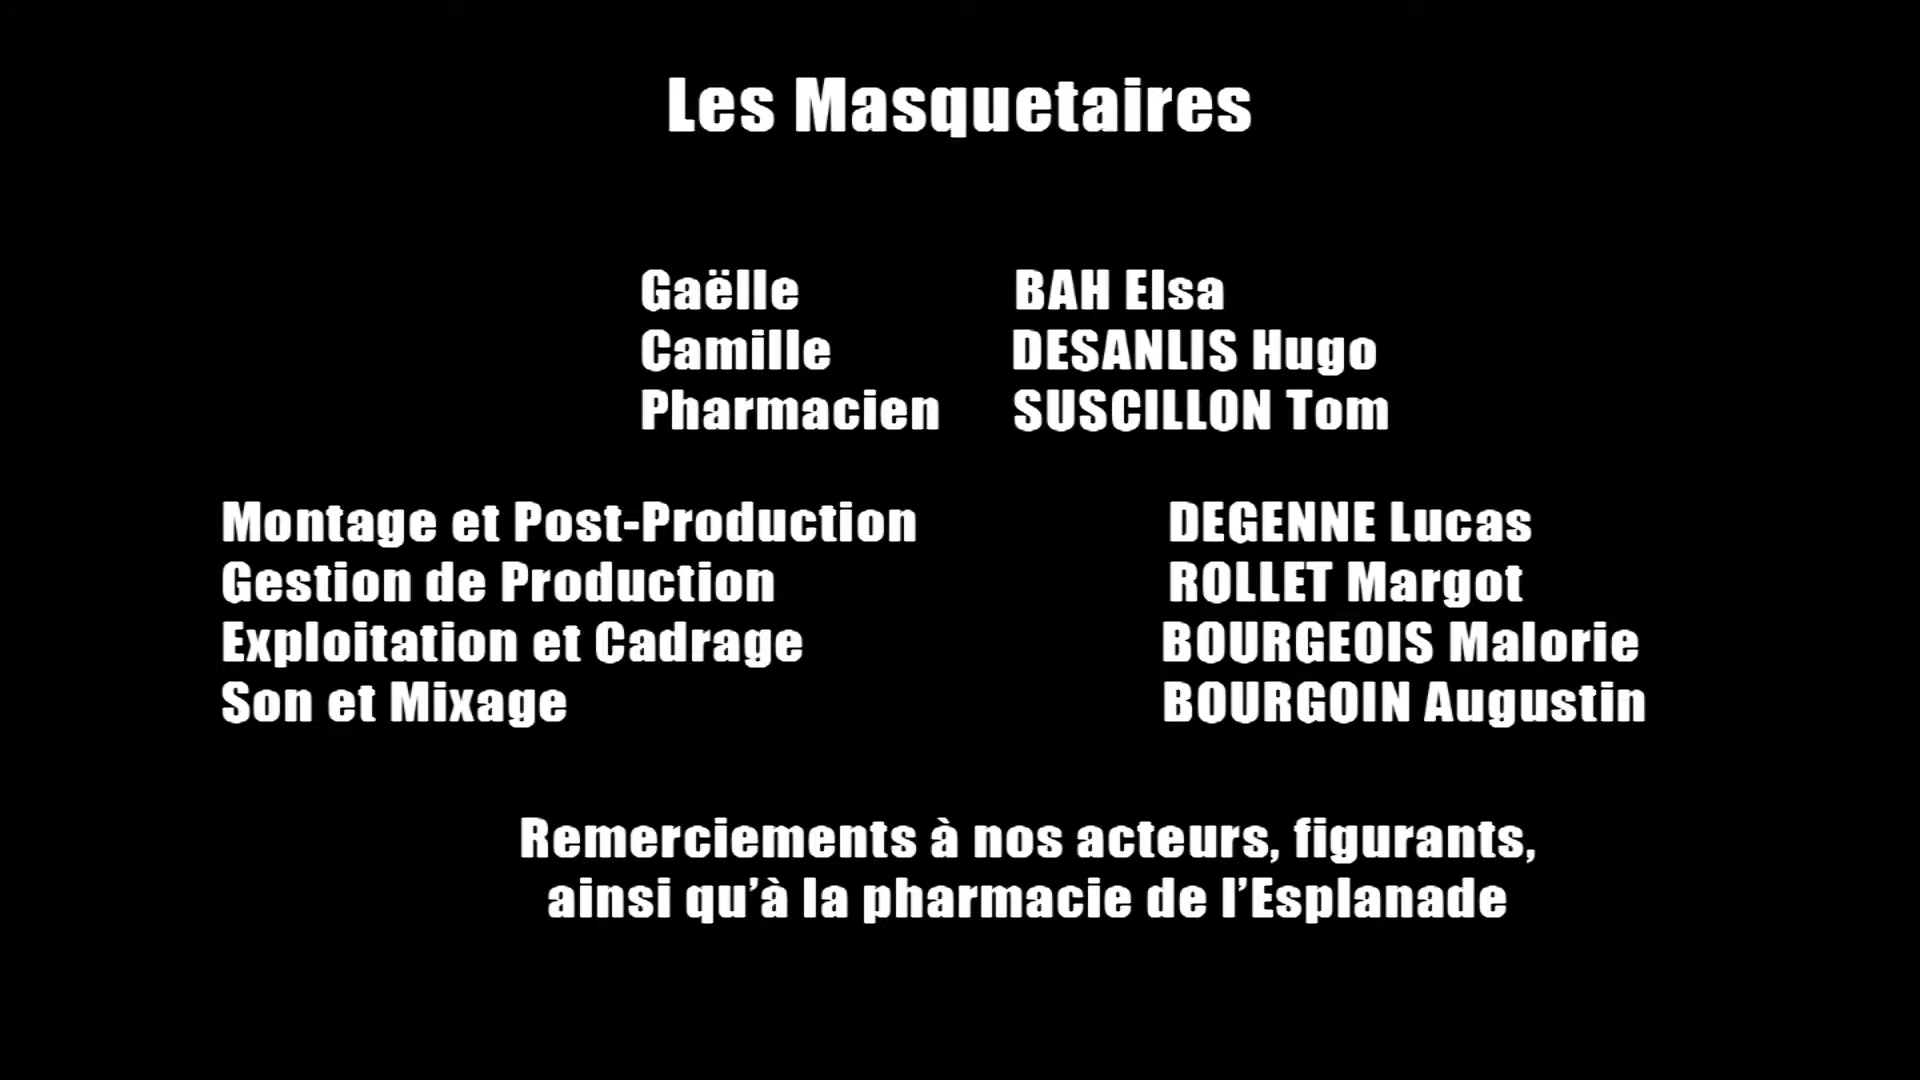 Les Masquetaires
Gaëlle BAH Elsa
Camille DESANLIS Hugo
Pharmacien SUSCILLON Tom
Montage et Post-Production DEGENNE Lucas
Gestion de Production ROLLET Margot
Exploitation et Cadrage BOURGEOIS Malorie
Son et Mixage BOURGOIN Augustin
Remerciements à nos acteurs, figurants,
ainsi qu’à la pharmacie de l’Esplanade